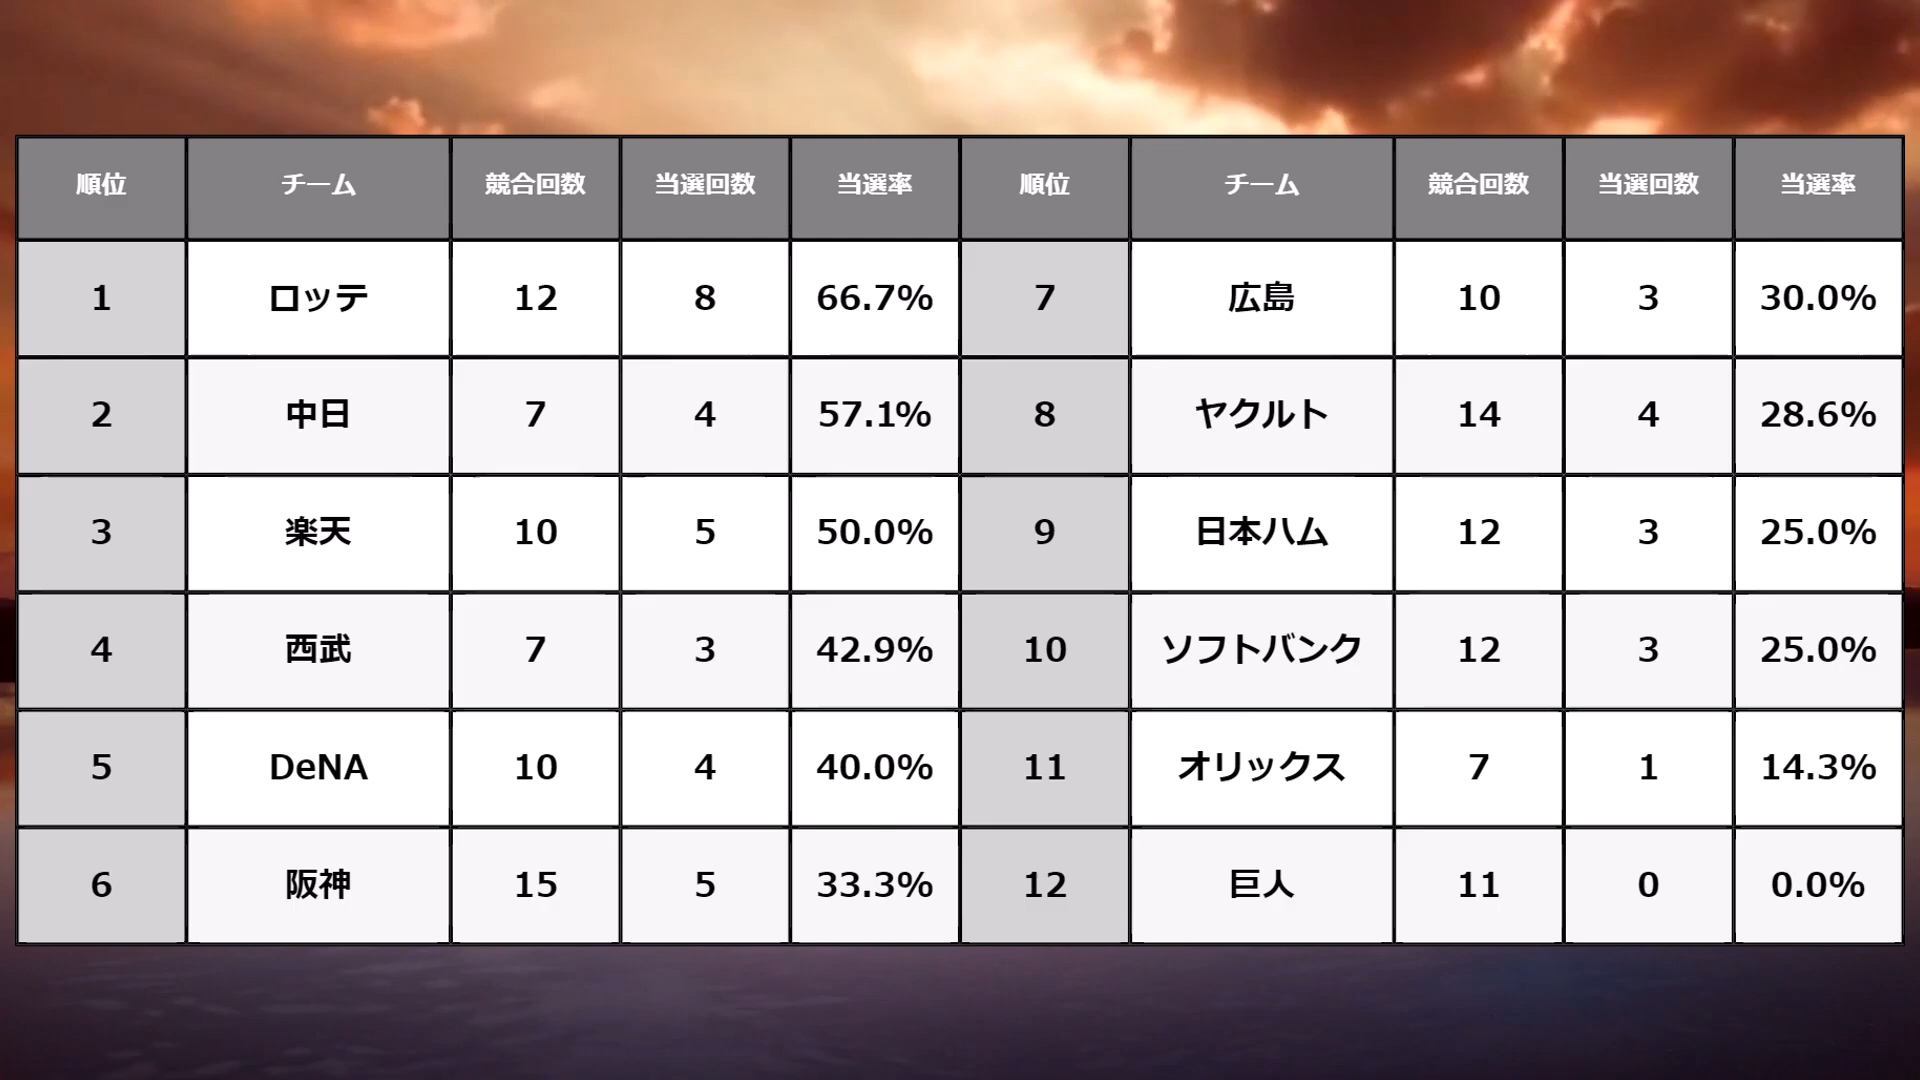 順位 チーム 競合回数 当選回数 当選率 順位 チーム 競合回数 当選回数 当選率
1 ロッテ 12 8 66.7% 7 広島 10 3 30.0%
2 中日 7 4 57.1% 8 ヤクルト 14 4 28.6%
3 楽天 10 5 50.0% 9 日本ハム 12 3 25.0%
4 西武 7 3 42.9% 10 ソフトバンク 12 3 25.0%
5 DeNA 10 4 40.0% 11 オリックス 7 1 14.3%
6 阪神 15 5 33.3% 12 巨人 11 0 0.0%